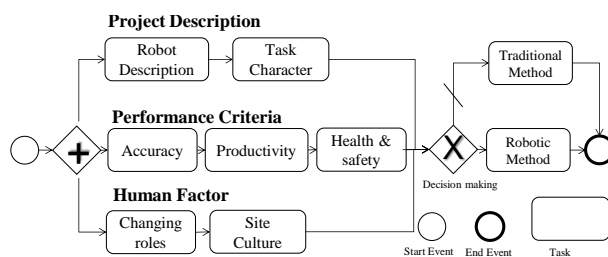 Project Description
Robot
Description
Task
Character
Traditional
Method
Performance Criteria
Accuracy
Productivity
Health &
safety
X
Robotic
Method
Decision making
Human Factor
Changing
roles
Site
Culture
Start Event
End Event
Task